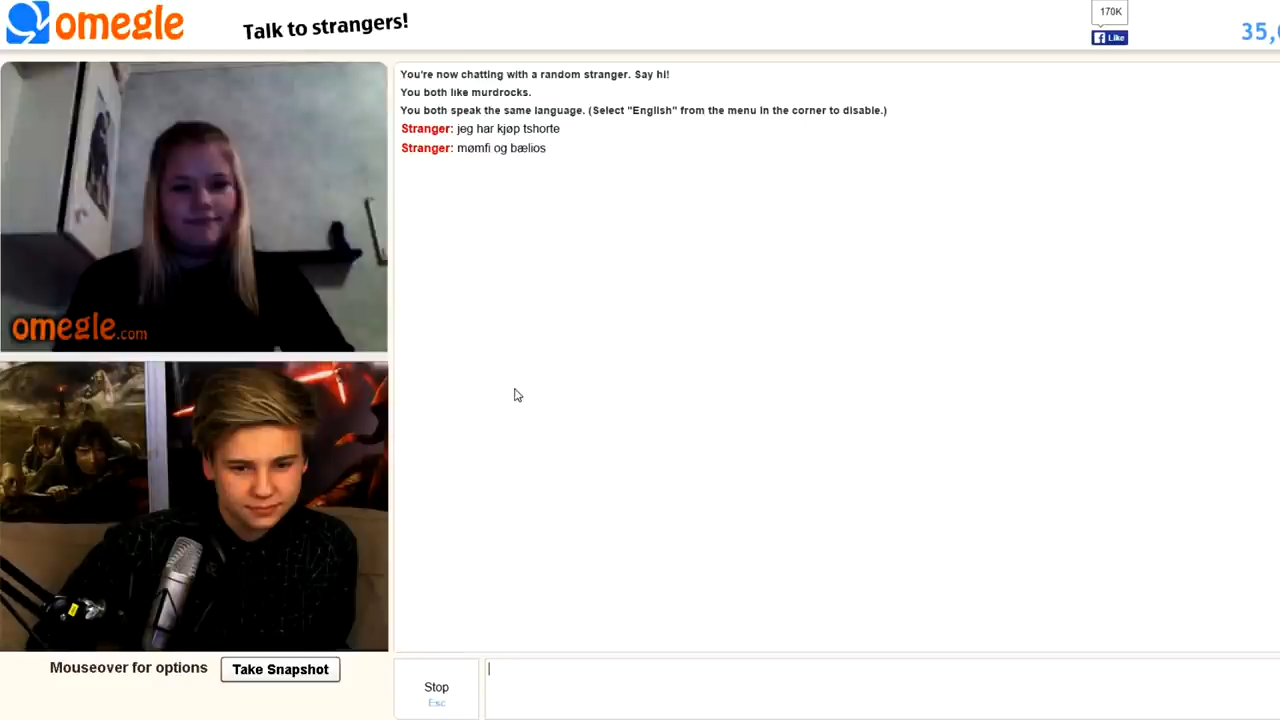 omegle
Talk to strangers!
170K
Like
You're now chatting with a random stranger. Say hi!
You both like murdrocks.
You both speak the same language. (Select "English" from the menu in the corner to disable.)
Stranger: jeg har kjøp tshorte
Stranger: mømfi og bælios
omegle.com
Mouseover for options
Take Snapshot
Stop
Esc